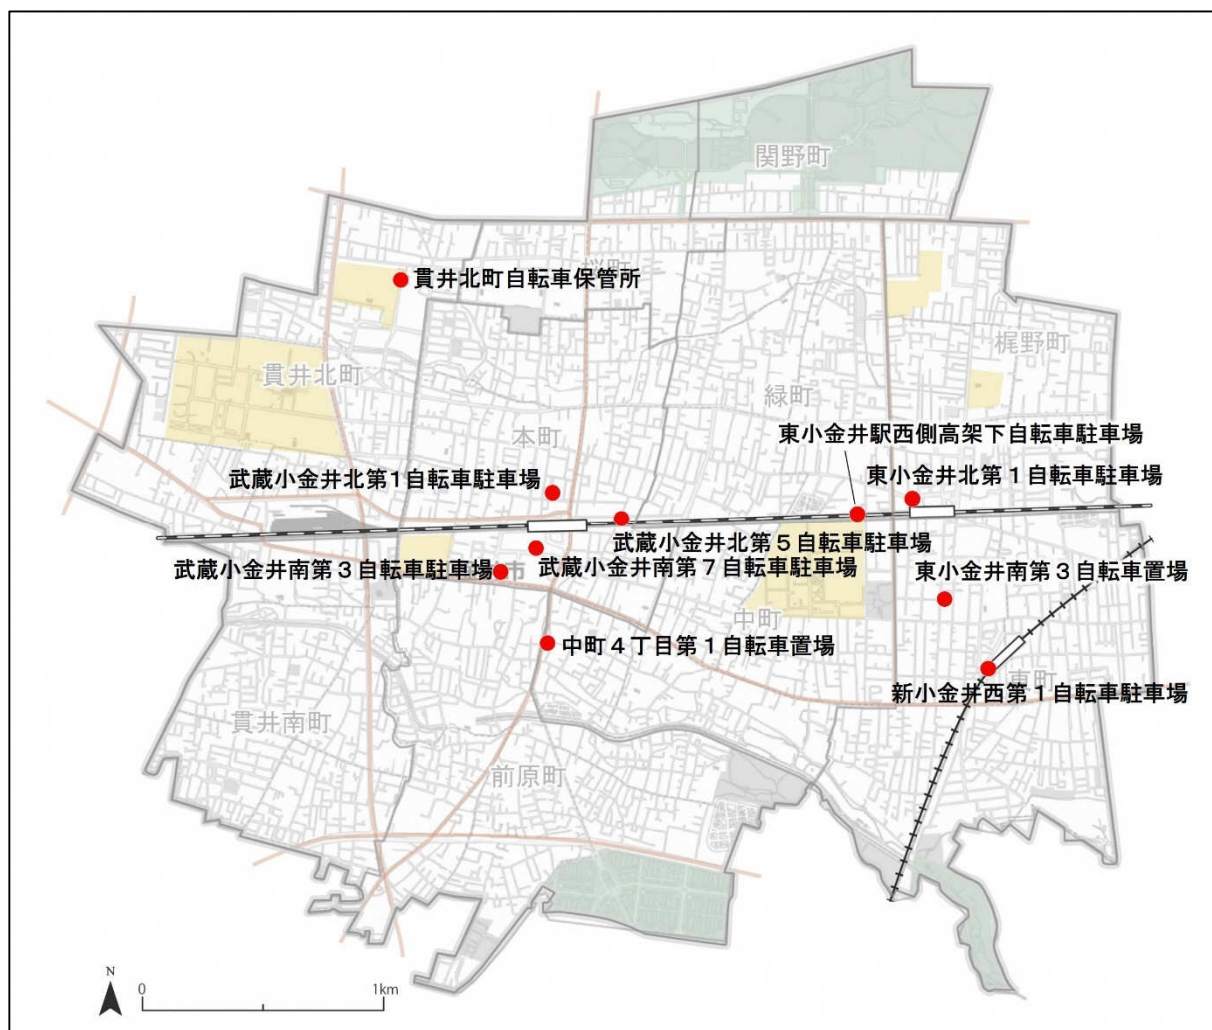 関野町
桜町
貫井北町自転車保管所
梶野町
貫井北町
緑町
本町
東小金井駅西側高架下自転車駐車場
武蔵小金井北第1自転車駐車場
東小金井北第１自転車駐車場
武蔵小金井北第５自転車駐車場
武蔵小金井南第３自転車駐車場
市
武蔵小金井南第７自転車駐車場
東小金井南第３自転車置場
中町
中町４丁目第１自転車置場
東町
新小金井西第１自転車駐車場
貫井南町
前原町
N
0
1km